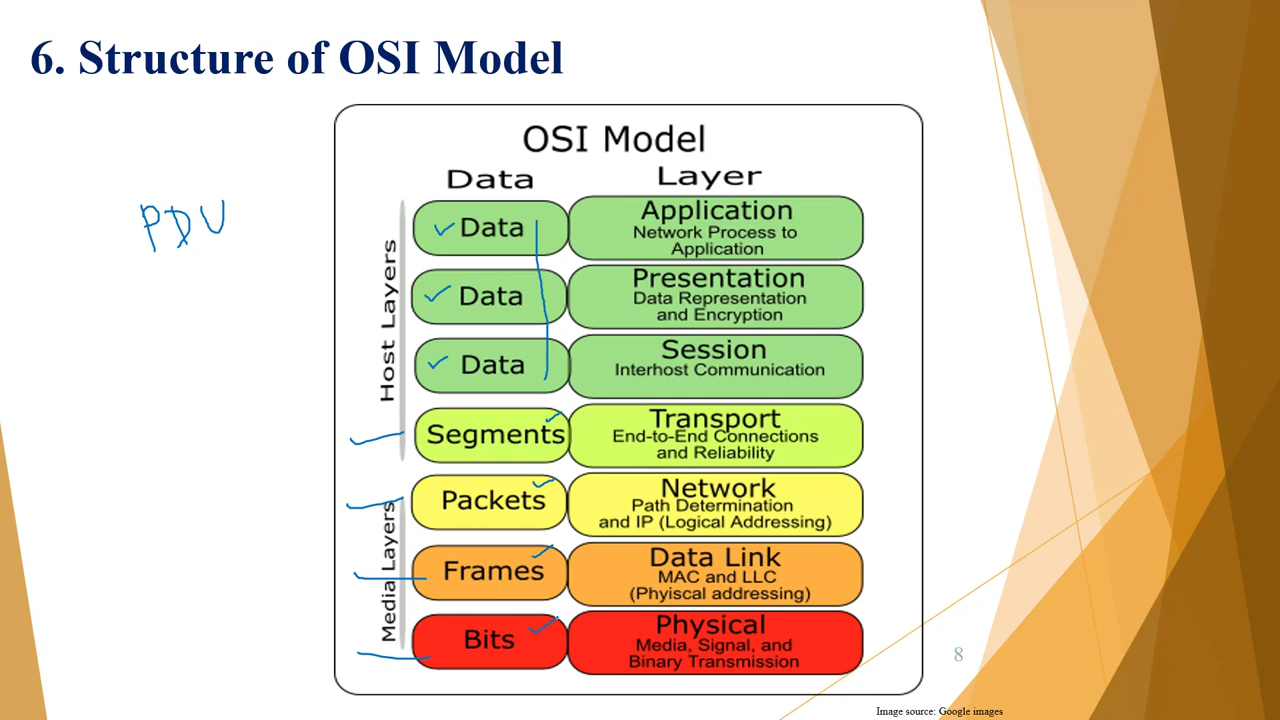 6. Structure of OSI Model
PDU
OSI Model
Data
Layer
Host Layers
Data
Application
Network Process to
Application
Data
Presentation
Data Representation
and Encryption
Data
Session
Interhost Communication
Segments
Transport
End-to-End Connections
and Reliability
Media Layers
Packets
Network
Path Determination
and IP (Logical Addressing)
Frames
Data Link
MAC and LLC
(Phyiscal addressing)
Bits
Physical
Media, Signal, and
Binary Transmission
8
Image source: Google images